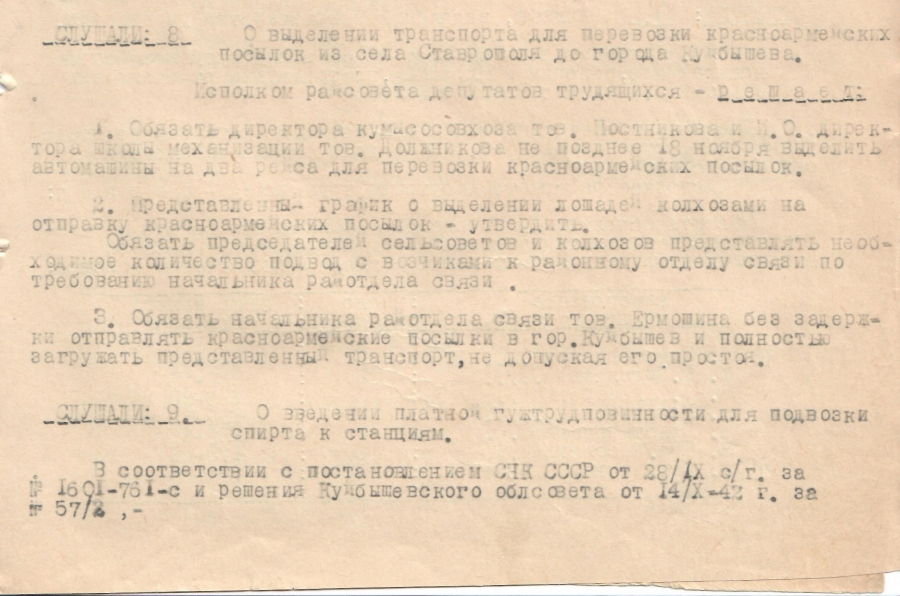 СЛУШАЛИ: 8. О выделении транспорта для перевозки красноармейских
посылок из села Ставрополя до города Куйбышева.
Исполком райсовета депутатов трудящихся - р е ш а е т:
1. Обязать директора кумысосовхоза тов. Постникова и И.О. дирек-
тора школы механизации тов. Должникова не позднее 18 ноября выделить
автомашины на два рейса для перевозки красноармейских посылок.
2. Представленный график о выделении лошадей колхозами на
отправку красноармейских посылок - утвердить.
Обязать председателей сельсоветов и колхозов представлять необ-
ходимое количество подвод с возчиками к районному отделу связи по
требованию начальника райотдела связи .
3. Обязать начальника райотдела связи тов. Ермошина без задерж-
ки отправлять красноармейские посылки в гор.Куйбышев и полностью
загружать представленный транспорт, не допуская его простоя.
СЛУШАЛИ: 9. О введении платной гужтрудповинности для подвозки
спирта к станциям.
В соответствии с постановлением СНК СССР от 28/IX с/г. за
№ 1601-761-с и решения Куйбышевского облсовета от 14/X-42 г. за
№ 57/2 ,-